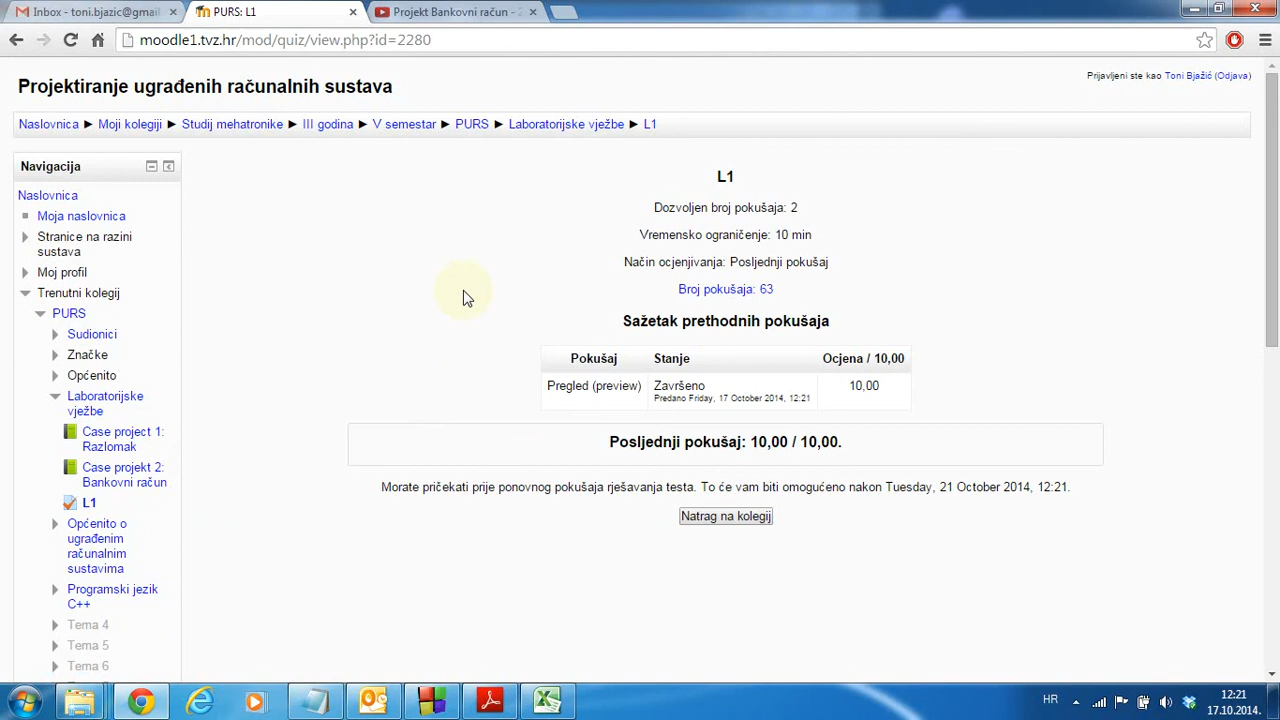 Inbox - toni.bjazic@gmail
PURS: L1
Projekt Bankovni račun - 2
moodle1.tvz.hr/mod/quiz/view.php?id=2280
Projektiranje ugrađenih računalnih sustava
Prijavljeni ste kao Toni Bjažić (Odjava)
Naslovnica ► Moji kolegiji ► Studij mehatronike ► III godina ► V semestar ► PURS ► Laboratorijske vježbe ► L1
Navigacija
Naslovnica
Moja naslovnica
Stranice na razini
sustava
Moj profil
Trenutni kolegij
PURS
Sudionici
Značke
Općenito
Laboratorijske
vježbe
Case project 1:
Razlomak
Case projekt 2:
Bankovni račun
L1
Općenito o
ugrađenim
računalnim
sustavima
Programski jezik
C++
Tema 4
Tema 5
Tema 6
L1
Dozvoljen broj pokušaja: 2
Vremensko ograničenje: 10 min
Način ocjenjivanja: Posljednji pokušaj
Broj pokušaja: 63
Sažetak prethodnih pokušaja
Pokušaj Stanje Ocjena / 10,00
Pregled (preview) Završeno 10,00
Predano Friday, 17 October 2014, 12:21
Posljednji pokušaj: 10,00 / 10,00.
Morate pričekati prije ponovnog pokušaja rješavanja testa. To će vam biti omogućeno nakon Tuesday, 21 October 2014, 12:21.
Natrag na kolegij
HR
12:21
17.10.2014.